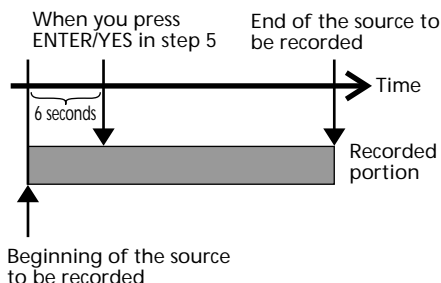 When you press
ENTER/YES in step 5
End of the source to
be recorded
Time
6 seconds
Recorded
portion
Beginning of the source
to be recorded